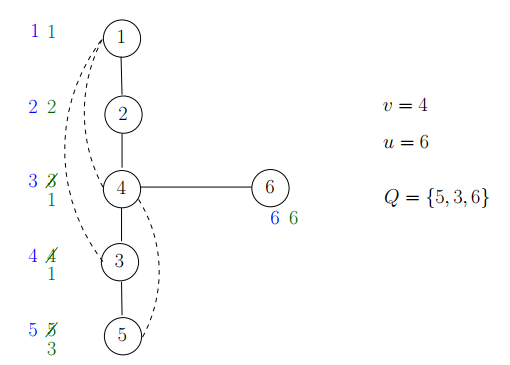 1 1 1
2 2 2
v = 4
u = 6
3 3 4 6
1
6 6
Q = {5, 3, 6}
4 4 3
1
5 5 5
3